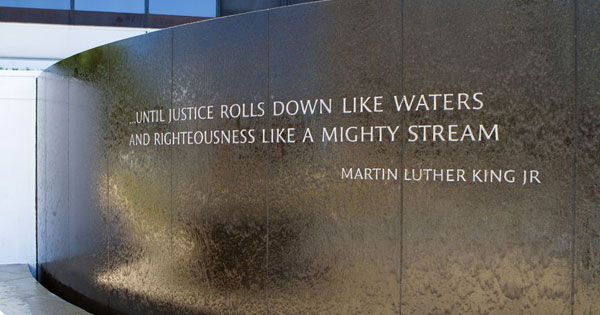 ...UNTIL JUSTICE ROLLS DOWN LIKE WATERS
AND RIGHTEOUSNESS LIKE A MIGHTY STREAM
MARTIN LUTHER KING JR